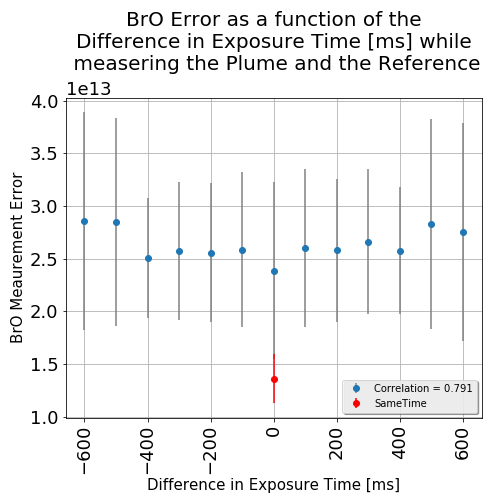 BrO Error as a function of the
Difference in Exposure Time [ms] while
measering the Plume and the Reference
1e13
4.0
3.5
3.0
2.5
2.0
1.5
1.0
BrO Meaurement Error
Correlation = 0.791
SameTime
−600
−400
−200
0
200
400
600
Difference in Exposure Time [ms]